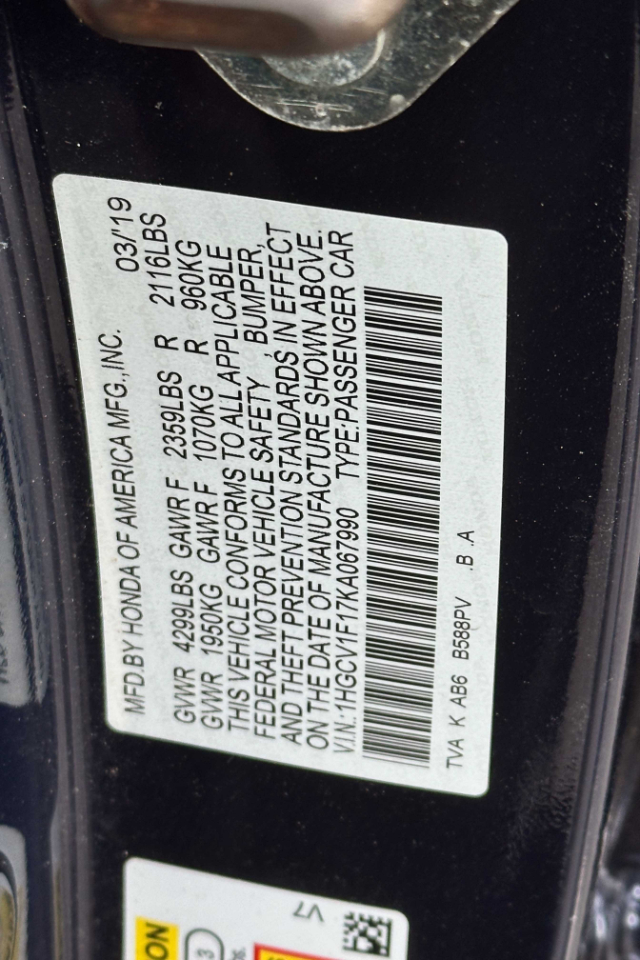 MFD.BY HONDA OF AMERICA MFG.,INC. 03/'19
GVWR 4299LBS GAWR F 2359LBS R 2116LBS
GVWR 1950KG GAWR F 1070KG R 960KG
THIS VEHICLE CONFORMS TO ALL APPLICABLE
FEDERAL MOTOR VEHICLE SAFETY , BUMPER,
AND THEFT PREVENTION STANDARDS IN EFFECT
ON THE DATE OF MANUFACTURE SHOWN ABOVE.
V.I.N.:1HGCV1F17KA067990 TYPE:PASSENGER CAR
TVA K AB6 B588PV .B .A
V7
3